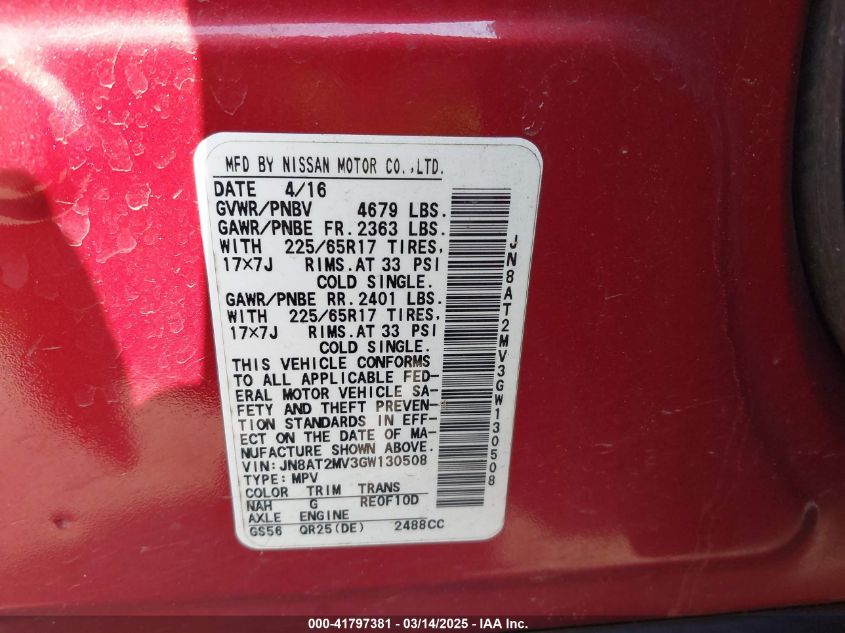 MFD BY NISSAN MOTOR CO.,LTD.
DATE 4/16
GVWR/PNBV 4679 LBS.
GAWR/PNBE FR. 2363 LBS.
WITH 225/65R17 TIRES,
17×7J RIMS.AT 33 PSI
COLD SINGLE.
GAWR/PNBE RR. 2401 LBS.
WITH 225/65R17 TIRES,
17×7J RIMS.AT 33 PSI
COLD SINGLE.
THIS VEHICLE CONFORMS
TO ALL APPLICABLE FED-
ERAL MOTOR VEHICLE SA-
FETY AND THEFT PREVEN-
TION STANDARDS IN EFF-
ECT ON THE DATE OF MA-
NUFACTURE SHOWN ABOVE.
VIN: JN8AT2MV3GW130508
TYPE: MPV
COLOR TRIM TRANS
NAH G RE0F10D
AXLE ENGINE
GS56 QR25(DE) 2488CC
JN8AT2MV3GW130508
000-41797381 — 03/14/2025 — IAA Inc.